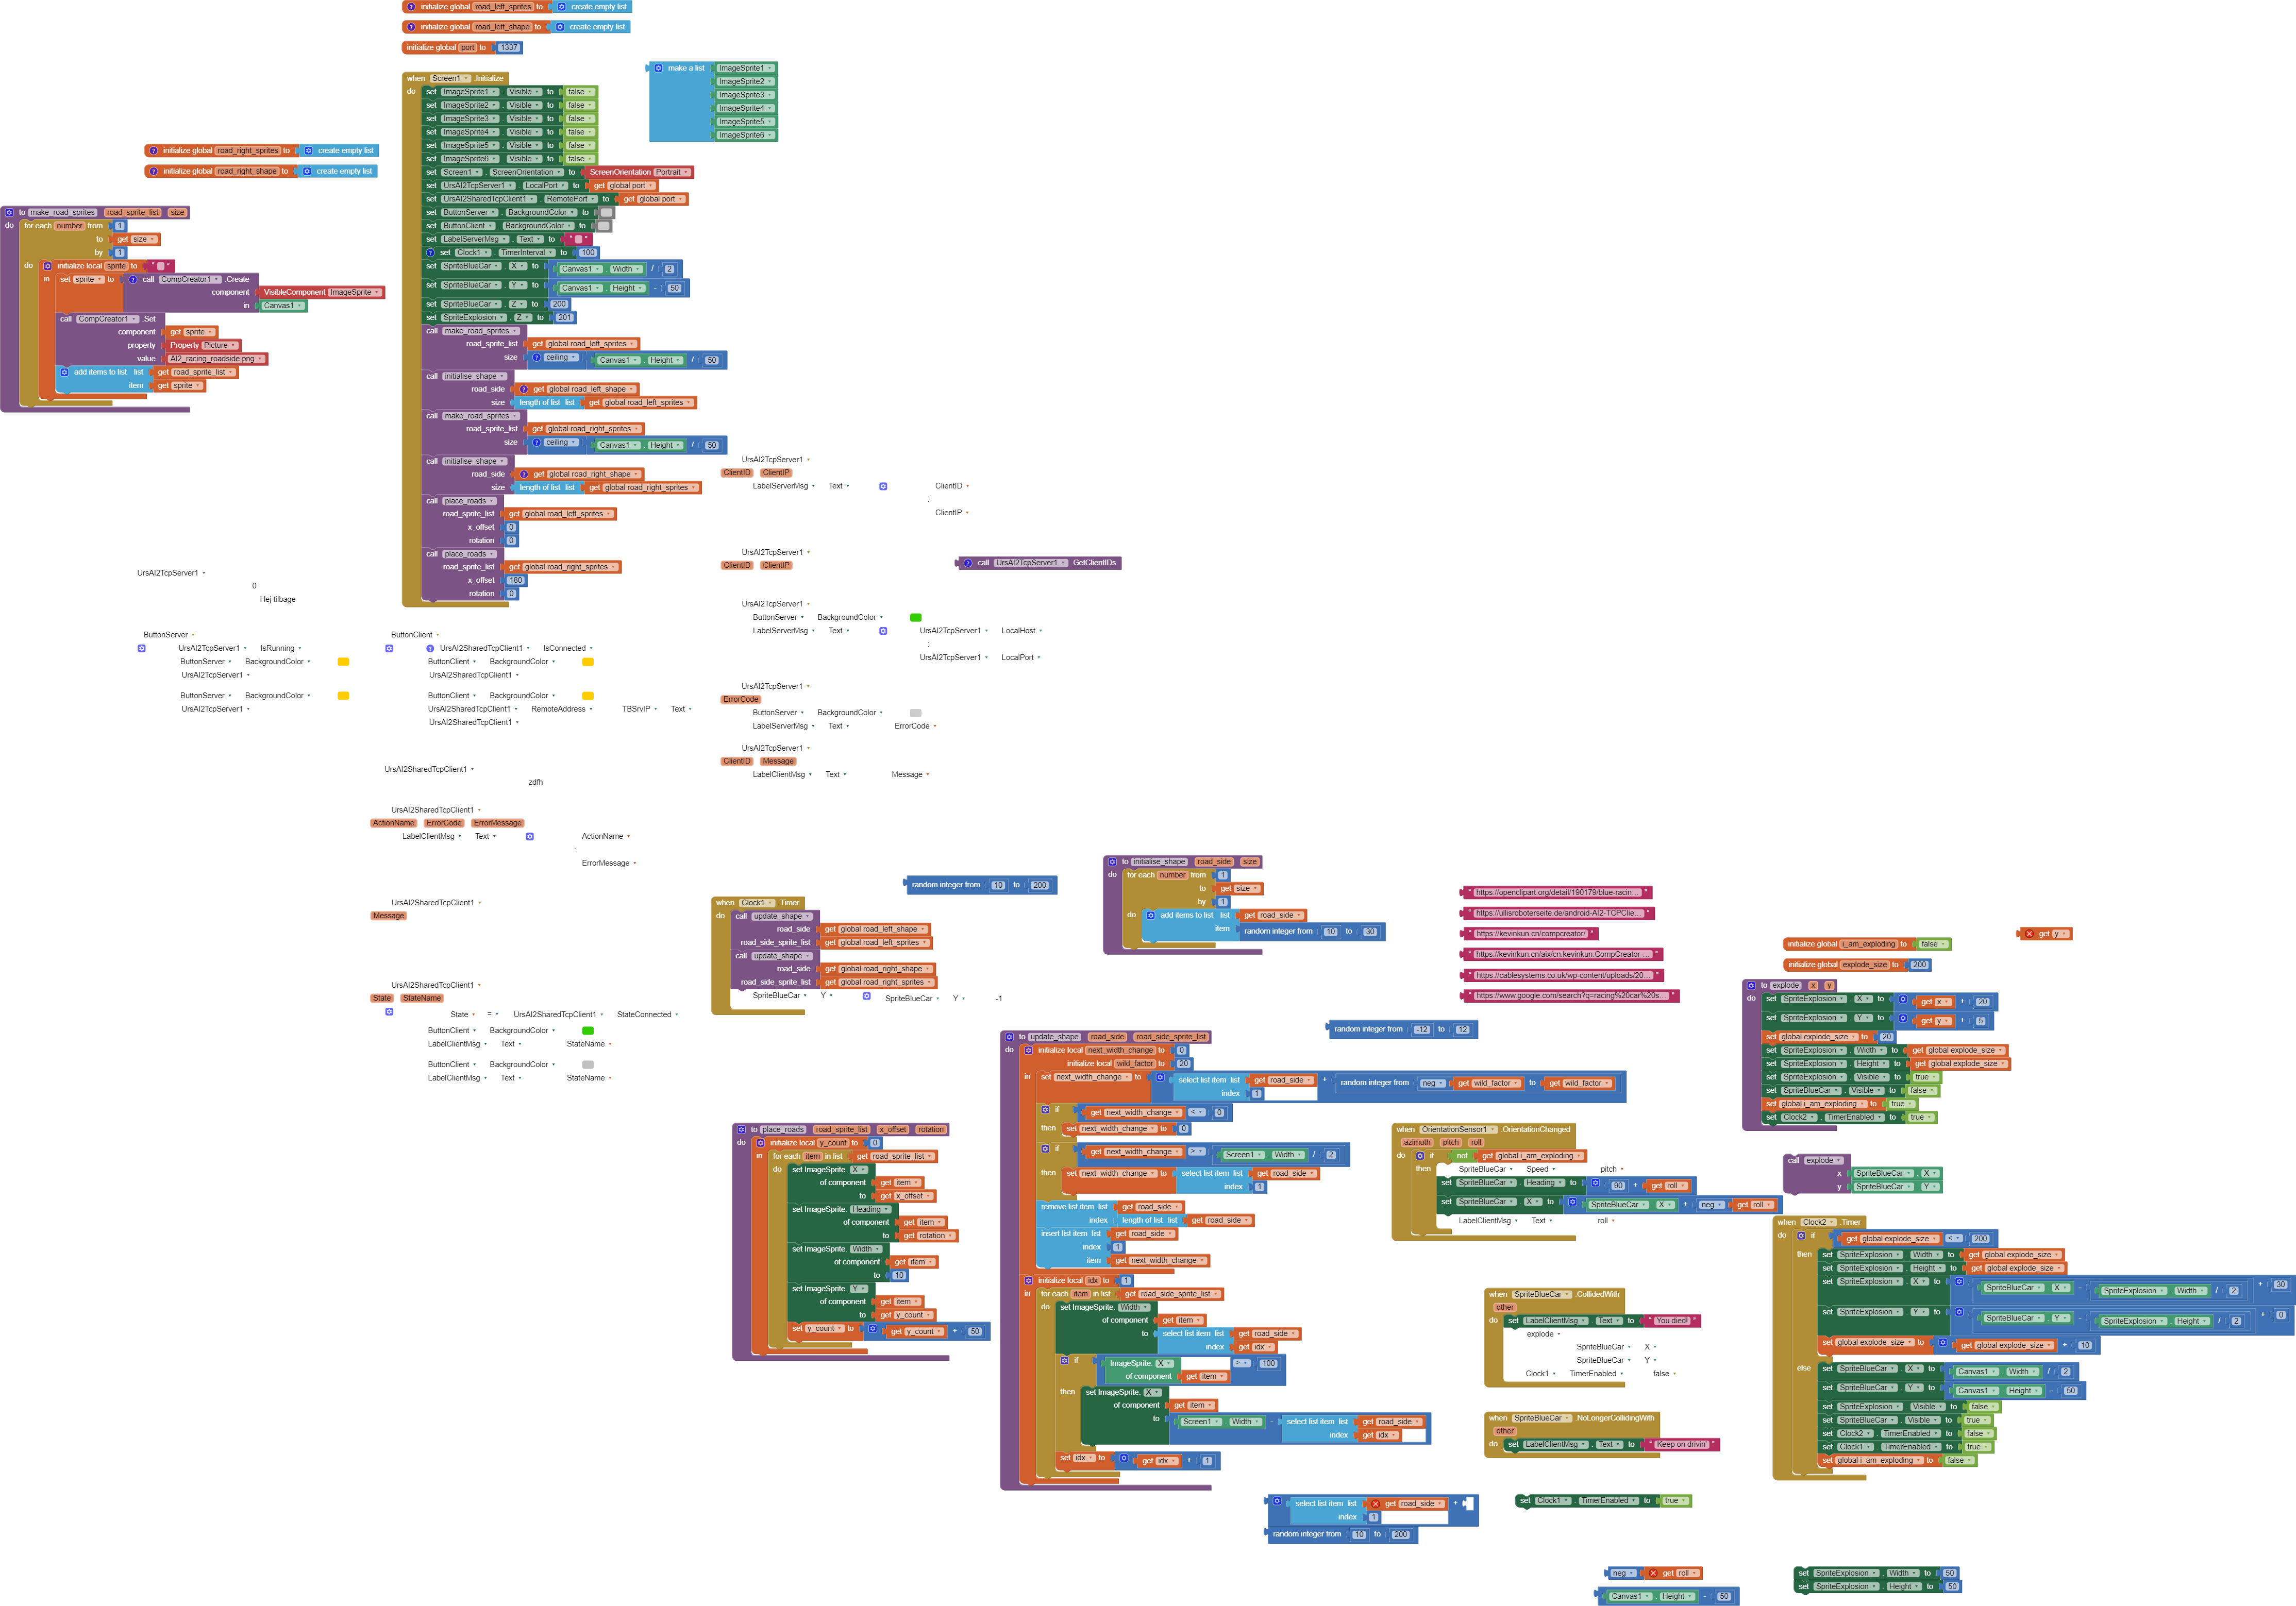 initialize global road_left_sprites to create empty list
initialize global road_left_shape to create empty list
initialize global port to 1337
make a list ImageSprite1
ImageSprite2
ImageSprite3
ImageSprite4
ImageSprite5
ImageSprite6
when Screen1 .Initialize
do set ImageSprite1 . Visible to false
set ImageSprite2 . Visible to false
set ImageSprite3 . Visible to false
set ImageSprite4 . Visible to false
set ImageSprite5 . Visible to false
set ImageSprite6 . Visible to false
set Screen1 . ScreenOrientation to ScreenOrientation Portrait
set UrsAI2TcpServer1 . LocalPort to get global port
set UrsAI2SharedTcpClient1 . RemotePort to get global port
set ButtonServer . BackgroundColor to
set ButtonClient . BackgroundColor to
set LabelServerMsg . Text to " "
set Clock1 . TimerInterval to 100
set SpriteBlueCar . X to Canvas1 . Width / 2
set SpriteBlueCar . Y to Canvas1 . Height - 50
set SpriteBlueCar . Z to 200
set SpriteExplosion . Z to 201
call make_road_sprites
road_sprite_list get global road_left_sprites
size ceiling Canvas1 . Height / 50
call initialise_shape
road_side get global road_left_shape
size length of list list get global road_left_sprites
call make_road_sprites
road_sprite_list get global road_right_sprites
size ceiling Canvas1 . Height / 50
call initialise_shape
road_side get global road_right_shape
size length of list list get global road_right_sprites
call place_roads
road_sprite_list get global road_left_sprites
x_offset 0
rotation 0
call place_roads
road_sprite_list get global road_right_sprites
x_offset 180
rotation 0
initialize global road_right_sprites to create empty list
initialize global road_right_shape to create empty list
to make_road_sprites road_sprite_list size
do for each number from 1
to get size
by 1
do initialize local sprite to " "
in set sprite to call CompCreator1 .Create
component VisibleComponent ImageSprite
in Canvas1
call CompCreator1 .Set
component get sprite
property Property Picture
value AI2_racing_roadside.png
add items to list list get road_sprite_list
item get sprite
UrsAI2TcpServer1
ClientID ClientIP
LabelServerMsg Text ClientID
:
ClientIP
UrsAI2TcpServer1
ClientID ClientIP
call UrsAI2TcpServer1 .GetClientIDs
UrsAI2TcpServer1
0
Hej tilbage
UrsAI2TcpServer1
ButtonServer BackgroundColor
LabelServerMsg Text UrsAI2TcpServer1 LocalHost
:
UrsAI2TcpServer1 LocalPort
ButtonServer
UrsAI2TcpServer1 IsRunning
ButtonServer BackgroundColor
UrsAI2TcpServer1
ButtonServer BackgroundColor
UrsAI2TcpServer1
ButtonClient
UrsAI2SharedTcpClient1 IsConnected
ButtonClient BackgroundColor
UrsAI2SharedTcpClient1
ButtonClient BackgroundColor
UrsAI2SharedTcpClient1 RemoteAddress TBSrvIP Text
UrsAI2SharedTcpClient1
UrsAI2TcpServer1
ErrorCode
ButtonServer BackgroundColor
LabelServerMsg Text ErrorCode
UrsAI2TcpServer1
ClientID Message
LabelClientMsg Text Message
UrsAI2SharedTcpClient1
zdfh
UrsAI2SharedTcpClient1
ActionName ErrorCode ErrorMessage
LabelClientMsg Text ActionName
:
ErrorMessage
UrsAI2SharedTcpClient1
Message
UrsAI2SharedTcpClient1
State StateName
State = UrsAI2SharedTcpClient1 StateConnected
ButtonClient BackgroundColor
LabelClientMsg Text StateName
ButtonClient BackgroundColor
LabelClientMsg Text StateName
random integer from 10 to 200
when Clock1 .Timer
do call update_shape
road_side get global road_left_shape
road_side_sprite_list get global road_left_sprites
call update_shape
road_side get global road_right_shape
road_side_sprite_list get global road_right_sprites
SpriteBlueCar Y SpriteBlueCar Y -1
to initialise_shape road_side size
do for each number from 1
to get size
by 1
do add items to list list get road_side
item random integer from 10 to 30
" https://openclipart.org/detail/190179/blue-racin... "
" https://ullisroboterseite.de/android-AI2-TCPClie... "
" https://kevinkun.cn/compcreator/ "
" https://kevinkun.cn/aix/cn.kevinkun.CompCreator-... "
" https://cablesystems.co.uk/wp-content/uploads/20... "
" https://www.google.com/search?q=racing%20car%20s... "
random integer from -12 to 12
to update_shape road_side road_side_sprite_list
do initialize local next_width_change to 0
initialize local wild_factor to 20
in set next_width_change to select list item list get road_side + random integer from neg get wild_factor to get wild_factor
index 1
if get next_width_change < 0
then set next_width_change to 0
if get next_width_change > Screen1 . Width / 2
then set next_width_change to select list item list get road_side
index 1
remove list item list get road_side
index length of list list get road_side
insert list item list get road_side
index 1
item get next_width_change
initialize local idx to 1
in for each item in list get road_side_sprite_list
do set ImageSprite. Width
of component get item
to select list item list get road_side
index get idx
if ImageSprite. X > 100
of component get item
then set ImageSprite. X
of component get item
to Screen1 . Width - select list item list get road_side
index get idx
set idx to get idx + 1
to place_roads road_sprite_list x_offset rotation
do initialize local y_count to 0
in for each item in list get road_sprite_list
do set ImageSprite. X
of component get item
to get x_offset
set ImageSprite. Heading
of component get item
to get rotation
set ImageSprite. Width
of component get item
to 10
set ImageSprite. Y
of component get item
to get y_count
set y_count to get y_count + 50
when OrientationSensor1 .OrientationChanged
azimuth pitch roll
do if not get global i_am_exploding
then SpriteBlueCar Speed pitch
set SpriteBlueCar . Heading to 90 + get roll
set SpriteBlueCar . X to SpriteBlueCar . X + neg get roll
LabelClientMsg Text roll
when SpriteBlueCar .CollidedWith
other
do set LabelClientMsg . Text to " You died! "
explode
SpriteBlueCar X
SpriteBlueCar Y
Clock1 TimerEnabled false
when SpriteBlueCar .NoLongerCollidingWith
other
do set LabelClientMsg . Text to " Keep on drivin' "
initialize global i_am_exploding to false
initialize global explode_size to 200
get y
to explode x y
do set SpriteExplosion . X to get x + 20
set SpriteExplosion . Y to get y + 5
set global explode_size to 20
set SpriteExplosion . Width to get global explode_size
set SpriteExplosion . Height to get global explode_size
set SpriteExplosion . Visible to true
set SpriteBlueCar . Visible to false
set global i_am_exploding to true
set Clock2 . TimerEnabled to true
call explode
x SpriteBlueCar . X
y SpriteBlueCar . Y
when Clock2 .Timer
do if get global explode_size < 200
then set SpriteExplosion . Width to get global explode_size
set SpriteExplosion . Height to get global explode_size
set SpriteExplosion . X to SpriteBlueCar . X - SpriteExplosion . Width / 2 + 30
set SpriteExplosion . Y to SpriteBlueCar . Y - SpriteExplosion . Height / 2 + 0
set global explode_size to get global explode_size + 10
else set SpriteBlueCar . X to Canvas1 . Width / 2
set SpriteBlueCar . Y to Canvas1 . Height - 50
set SpriteExplosion . Visible to false
set SpriteBlueCar . Visible to true
set Clock2 . TimerEnabled to false
set Clock1 . TimerEnabled to true
set global i_am_exploding to false
select list item list get road_side +
index 1
random integer from 10 to 200
set Clock1 . TimerEnabled to true
neg get roll
Canvas1 . Height - 50
set SpriteExplosion . Width to 50
set SpriteExplosion . Height to 50